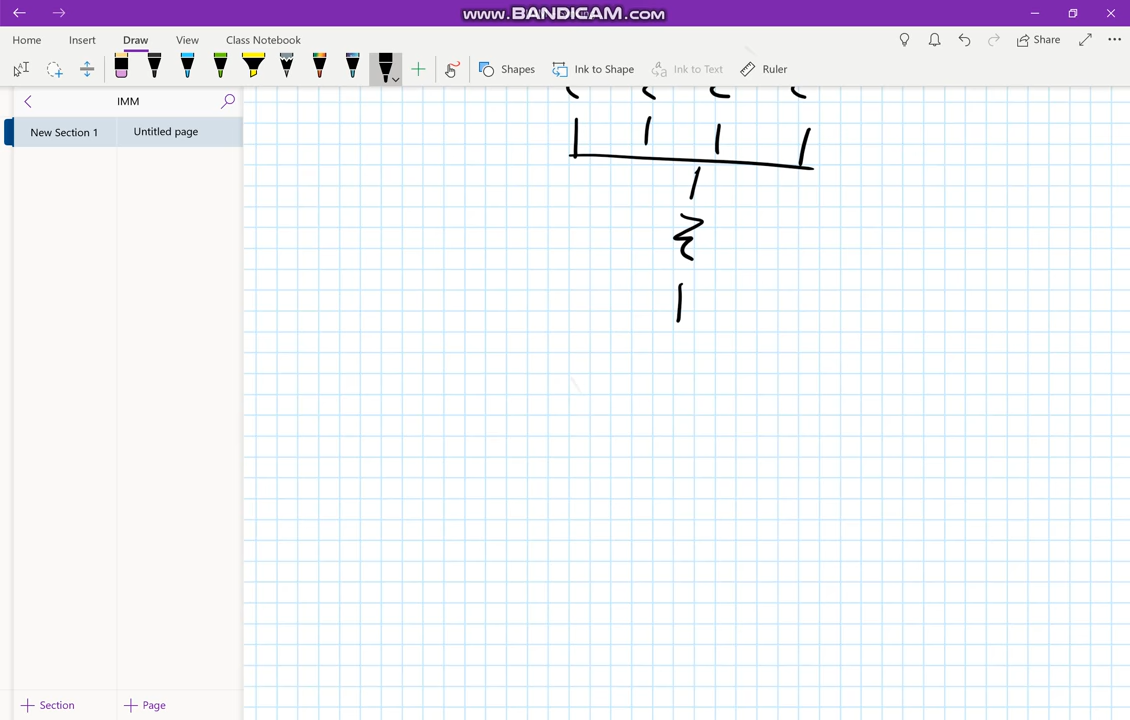 www.BANDICAM.com
Home Insert Draw View Class Notebook
Share
Shapes Ink to Shape Ink to Text Ruler
IMM
New Section 1 Untitled page
Section Page